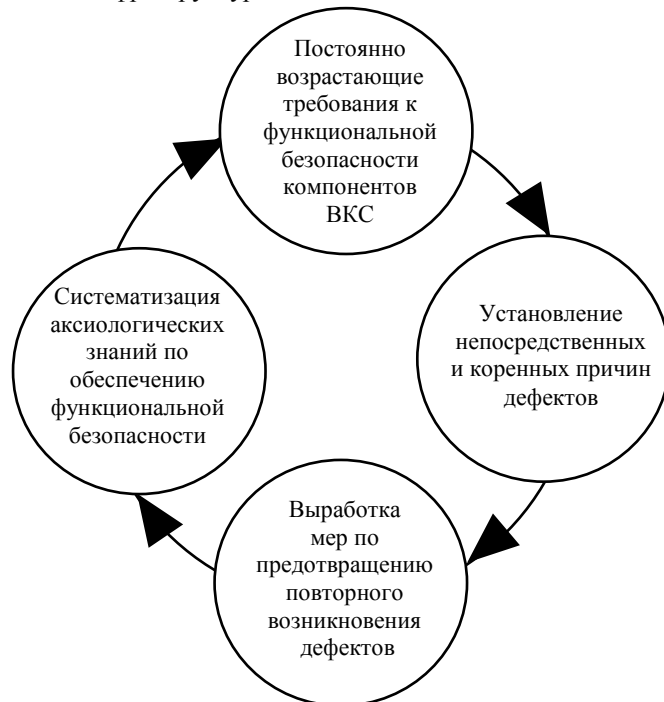 Постоянно
возрастающие
требования к
функциональной
безопасности
компонентов
ВКС
Установление
непосредственных
и коренных причин
дефектов
Выработка
мер по
предотвращению
повторного
возникновения
дефектов
Систематизация
аксиологических
знаний по
обеспечению
функциональной
безопасности